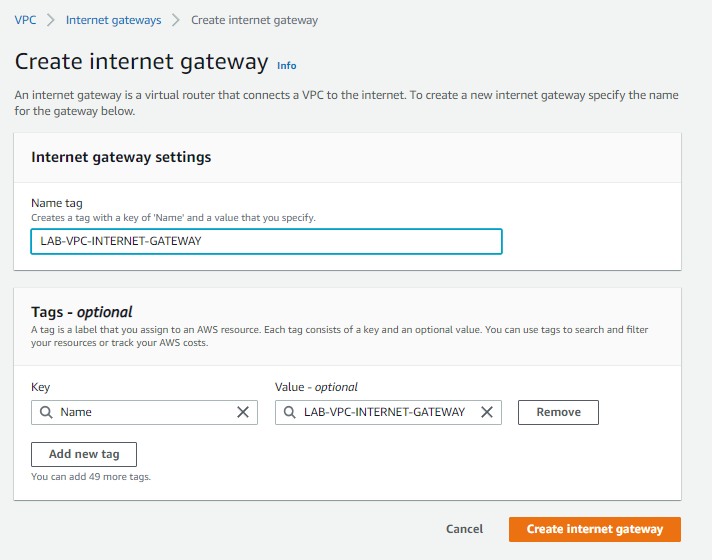 VPC > Internet gateways > Create internet gateway
Create internet gateway Info
An internet gateway is a virtual router that connects a VPC to the internet. To create a new internet gateway specify the name
for the gateway below.
Internet gateway settings
Name tag
Creates a tag with a key of 'Name' and a value that you specify.
LAB-VPC-INTERNET-GATEWAY
Tags - optional
A tag is a label that you assign to an AWS resource. Each tag consists of a key and an optional value. You can use tags to search and filter
your resources or track your AWS costs.
Key Value - optional
Name LAB-VPC-INTERNET-GATEWAY Remove
Add new tag
You can add 49 more tags.
Cancel Create internet gateway